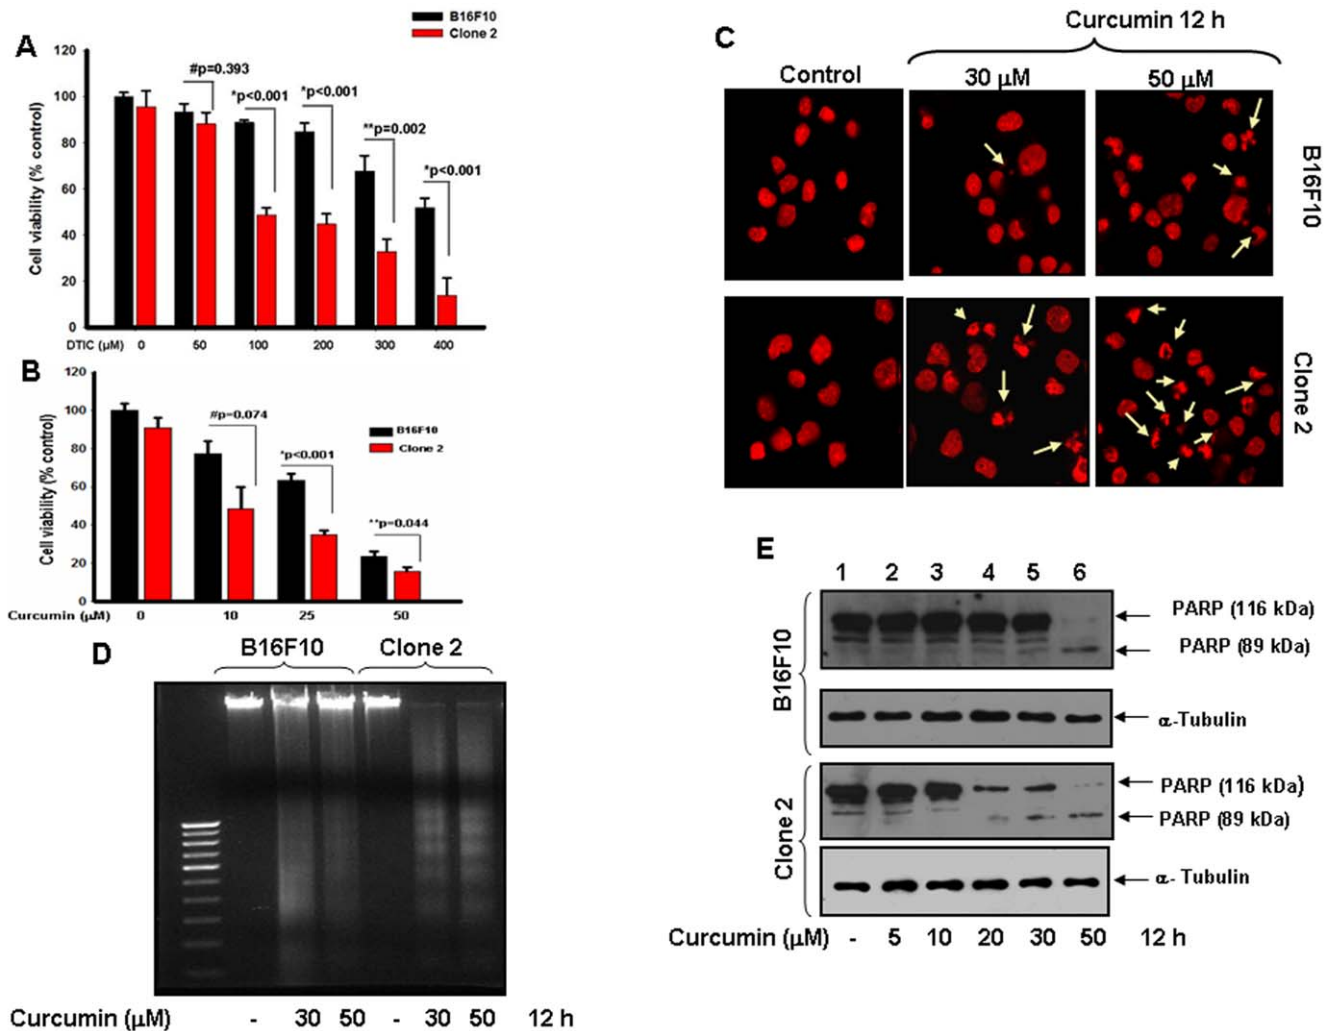 A
B16F10
Clone 2
120
100
80
60
40
20
0
Cell viability (% control)
#p=0.393
*p<0.001
*p<0.001
**p=0.002
*p<0.001
DTIC (µM) 0 50 100 200 300 400
B
120
100
80
60
40
20
0
Cell viability (% control)
#p=0.074
*p<0.001
**p=0.044
B16F10
Clone 2
Curcumin (µM) 0 10 25 50
C
Curcumin 12 h
Control 30 µM 50 µM
B16F10
Clone 2
D
B16F10 Clone 2
Curcumin (µM) - 30 50 - 30 50 12 h
E
1 2 3 4 5 6
B16F10
PARP (116 kDa)
PARP (89 kDa)
α-Tubulin
Clone 2
PARP (116 kDa)
PARP (89 kDa)
α- Tubulin
Curcumin (µM) - 5 10 20 30 50 12 h